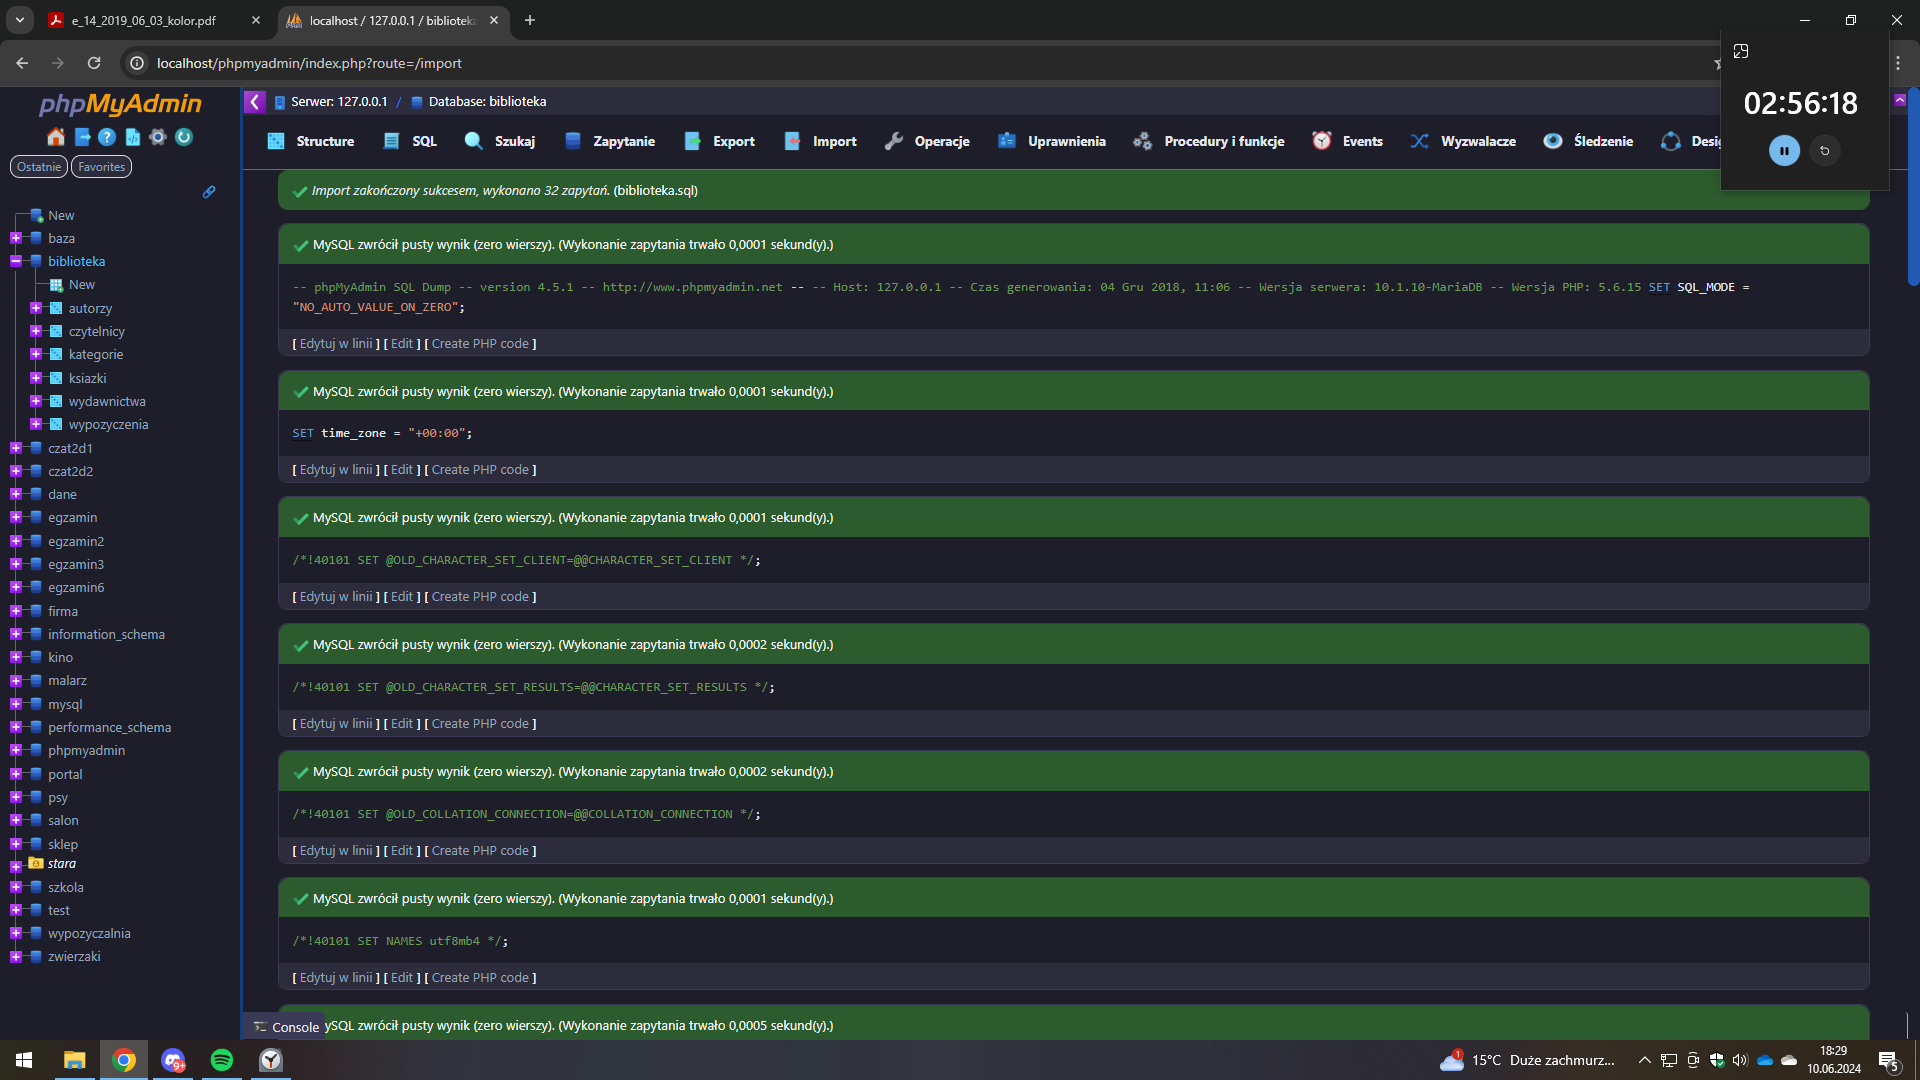 e_14_2019_06_03_kolor.pdf
localhost / 127.0.0.1 / bibliotek
localhost/phpmyadmin/index.php?route=/import
02:56:18
phpMyAdmin
Ostatnie
Favorites
New
baza
biblioteka
New
autorzy
czytelnicy
kategorie
ksiazki
wydawnictwa
wypozyczenia
czat2d1
czat2d2
dane
egzamin
egzamin2
egzamin3
egzamin6
firma
information_schema
kino
malarz
mysql
performance_schema
phpmyadmin
portal
psy
salon
sklep
stara
szkola
test
wypozyczalnia
zwierzaki
Serwer: 127.0.0.1 / Database: biblioteka
Structure SQL Szukaj Zapytanie Export Import Operacje Uprawnienia Procedury i funkcje Events Wyzwalacze Śledzenie Desi
Import zakończony sukcesem, wykonano 32 zapytań. (biblioteka.sql)
MySQL zwrócił pusty wynik (zero wierszy). (Wykonanie zapytania trwało 0,0001 sekund(y).)
-- phpMyAdmin SQL Dump -- version 4.5.1 -- http://www.phpmyadmin.net -- -- Host: 127.0.0.1 -- Czas generowania: 04 Gru 2018, 11:06 -- Wersja serwera: 10.1.10-MariaDB -- Wersja PHP: 5.6.15 SET SQL_MODE =
"NO_AUTO_VALUE_ON_ZERO";
[ Edytuj w linii ] [ Edit ] [ Create PHP code ]
MySQL zwrócił pusty wynik (zero wierszy). (Wykonanie zapytania trwało 0,0001 sekund(y).)
SET time_zone = "+00:00";
[ Edytuj w linii ] [ Edit ] [ Create PHP code ]
MySQL zwrócił pusty wynik (zero wierszy). (Wykonanie zapytania trwało 0,0001 sekund(y).)
/*!40101 SET @OLD_CHARACTER_SET_CLIENT=@@CHARACTER_SET_CLIENT */;
[ Edytuj w linii ] [ Edit ] [ Create PHP code ]
MySQL zwrócił pusty wynik (zero wierszy). (Wykonanie zapytania trwało 0,0002 sekund(y).)
/*!40101 SET @OLD_CHARACTER_SET_RESULTS=@@CHARACTER_SET_RESULTS */;
[ Edytuj w linii ] [ Edit ] [ Create PHP code ]
MySQL zwrócił pusty wynik (zero wierszy). (Wykonanie zapytania trwało 0,0002 sekund(y).)
/*!40101 SET @OLD_COLLATION_CONNECTION=@@COLLATION_CONNECTION */;
[ Edytuj w linii ] [ Edit ] [ Create PHP code ]
MySQL zwrócił pusty wynik (zero wierszy). (Wykonanie zapytania trwało 0,0001 sekund(y).)
/*!40101 SET NAMES utf8mb4 */;
[ Edytuj w linii ] [ Edit ] [ Create PHP code ]
ySQL zwrócił pusty wynik (zero wierszy). (Wykonanie zapytania trwało 0,0005 sekund(y).)
Console
9+
1
15°C Duże zachmurz...
18:29
10.06.2024
5